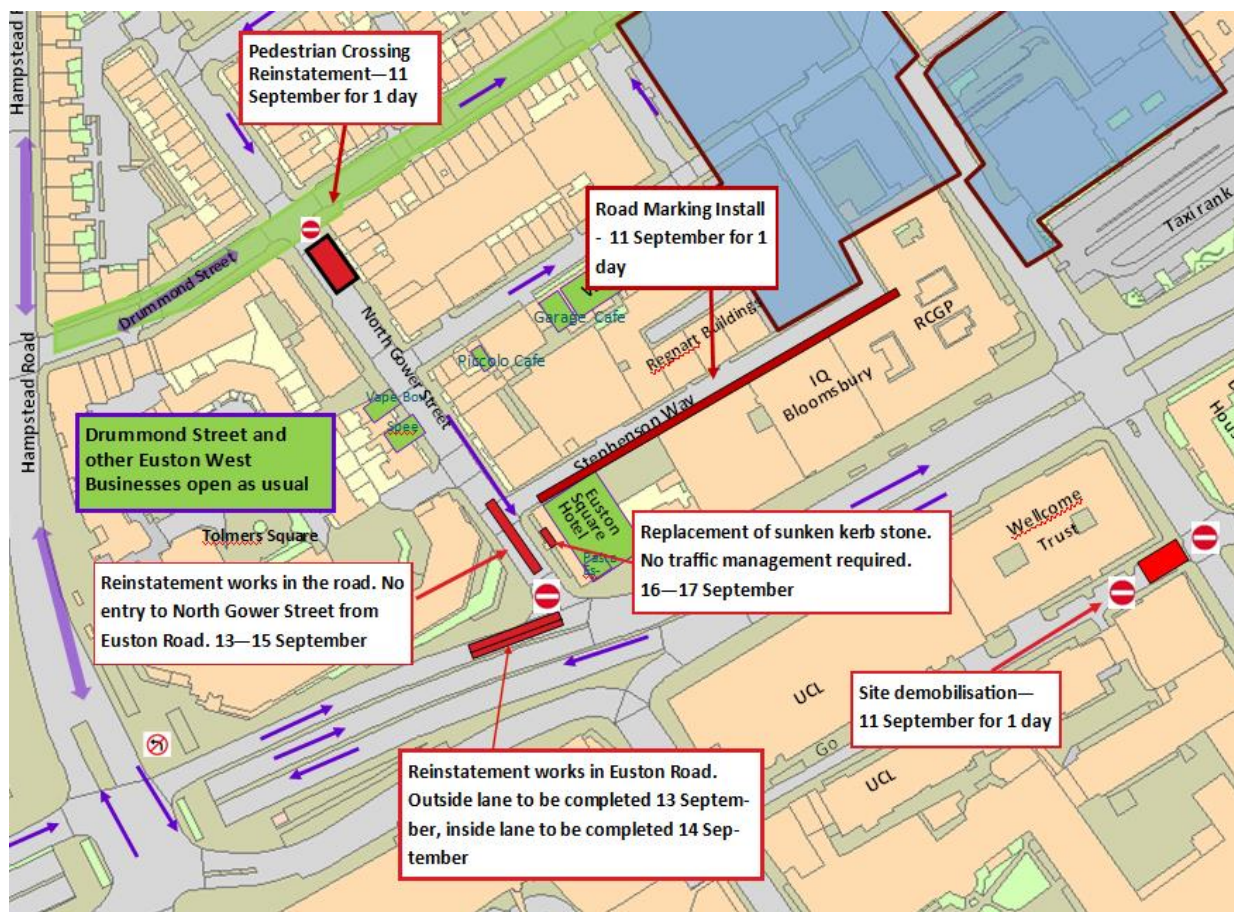 Hampstead R
Pedestrian Crossing
Reinstatement—11
September for 1 day
Road Marking Install
- 11 September for 1
day
Taxi rank
Drummond Street
North Gower Street
Garage Cafe
Regnart Buildings
RCGP
Piccolo Cafe
IQ
Bloomsbury
Hampstead Road
Spee
Stephenson Way
Drummond Street and
other Euston West
Businesses open as usual
Tolmers Square
Euston
Square
Hotel
Wellcome
Trust
Replacement of sunken kerb stone.
No traffic management required.
16—17 September
Reinstatement works in the road. No
entry to North Gower Street from
Euston Road. 13—15 September
UCL
Site demobilisation—
11 September for 1 day
Go
UCL
Reinstatement works in Euston Road.
Outside lane to be completed 13 Septem-
ber, inside lane to be completed 14 Sep-
tember